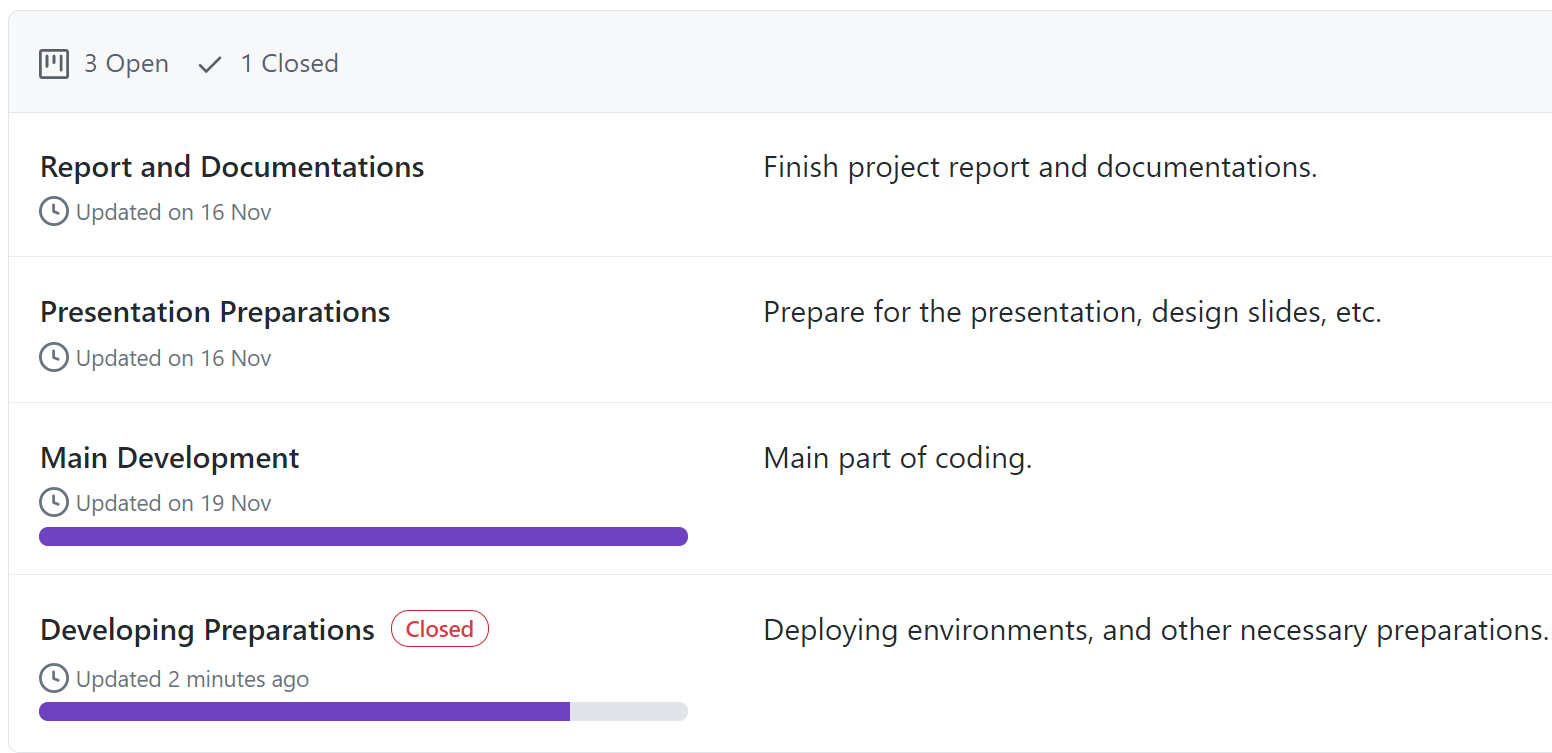 3 Open 1 Closed
Report and Documentations
Finish project report and documentations.
Updated on 16 Nov
Presentation Preparations
Prepare for the presentation, design slides, etc.
Updated on 16 Nov
Main Development
Main part of coding.
Updated on 19 Nov
Developing Preparations Closed
Deploying environments, and other necessary preparations.
Updated 2 minutes ago